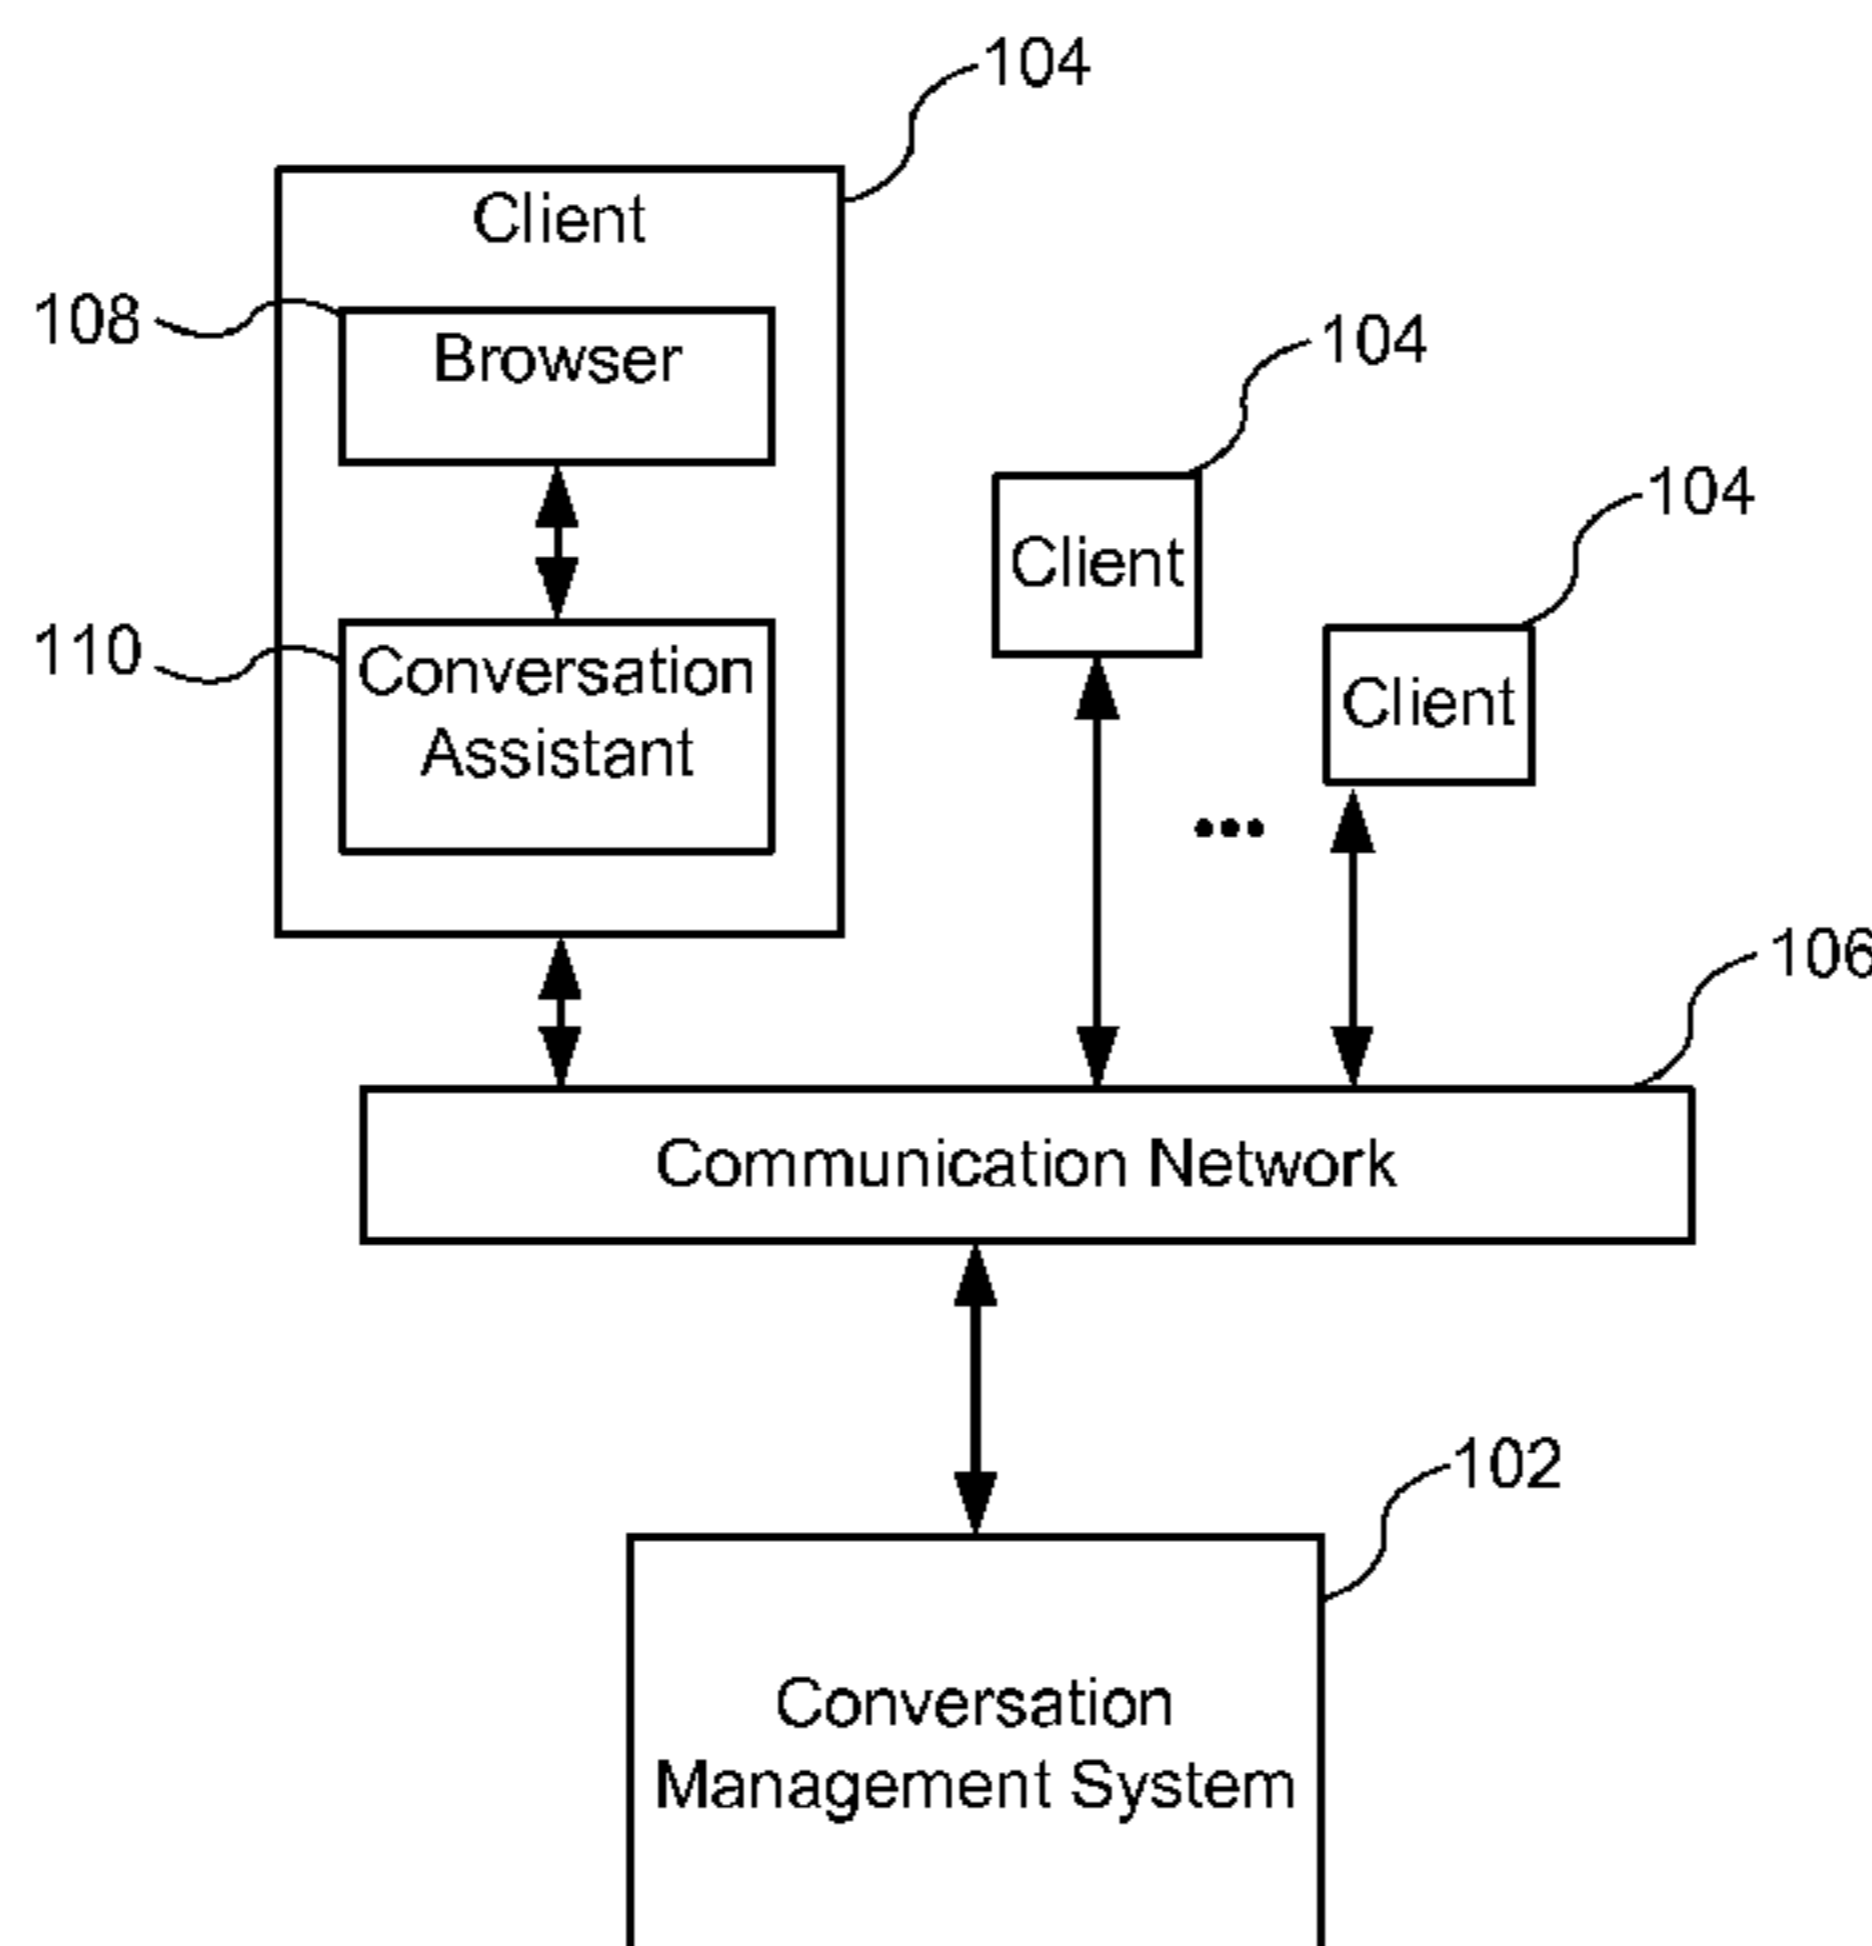 104
Client
108
Browser
104
104
Client
110
Conversation
Assistant
Client
•••
106
Communication Network
102
Conversation
Management System